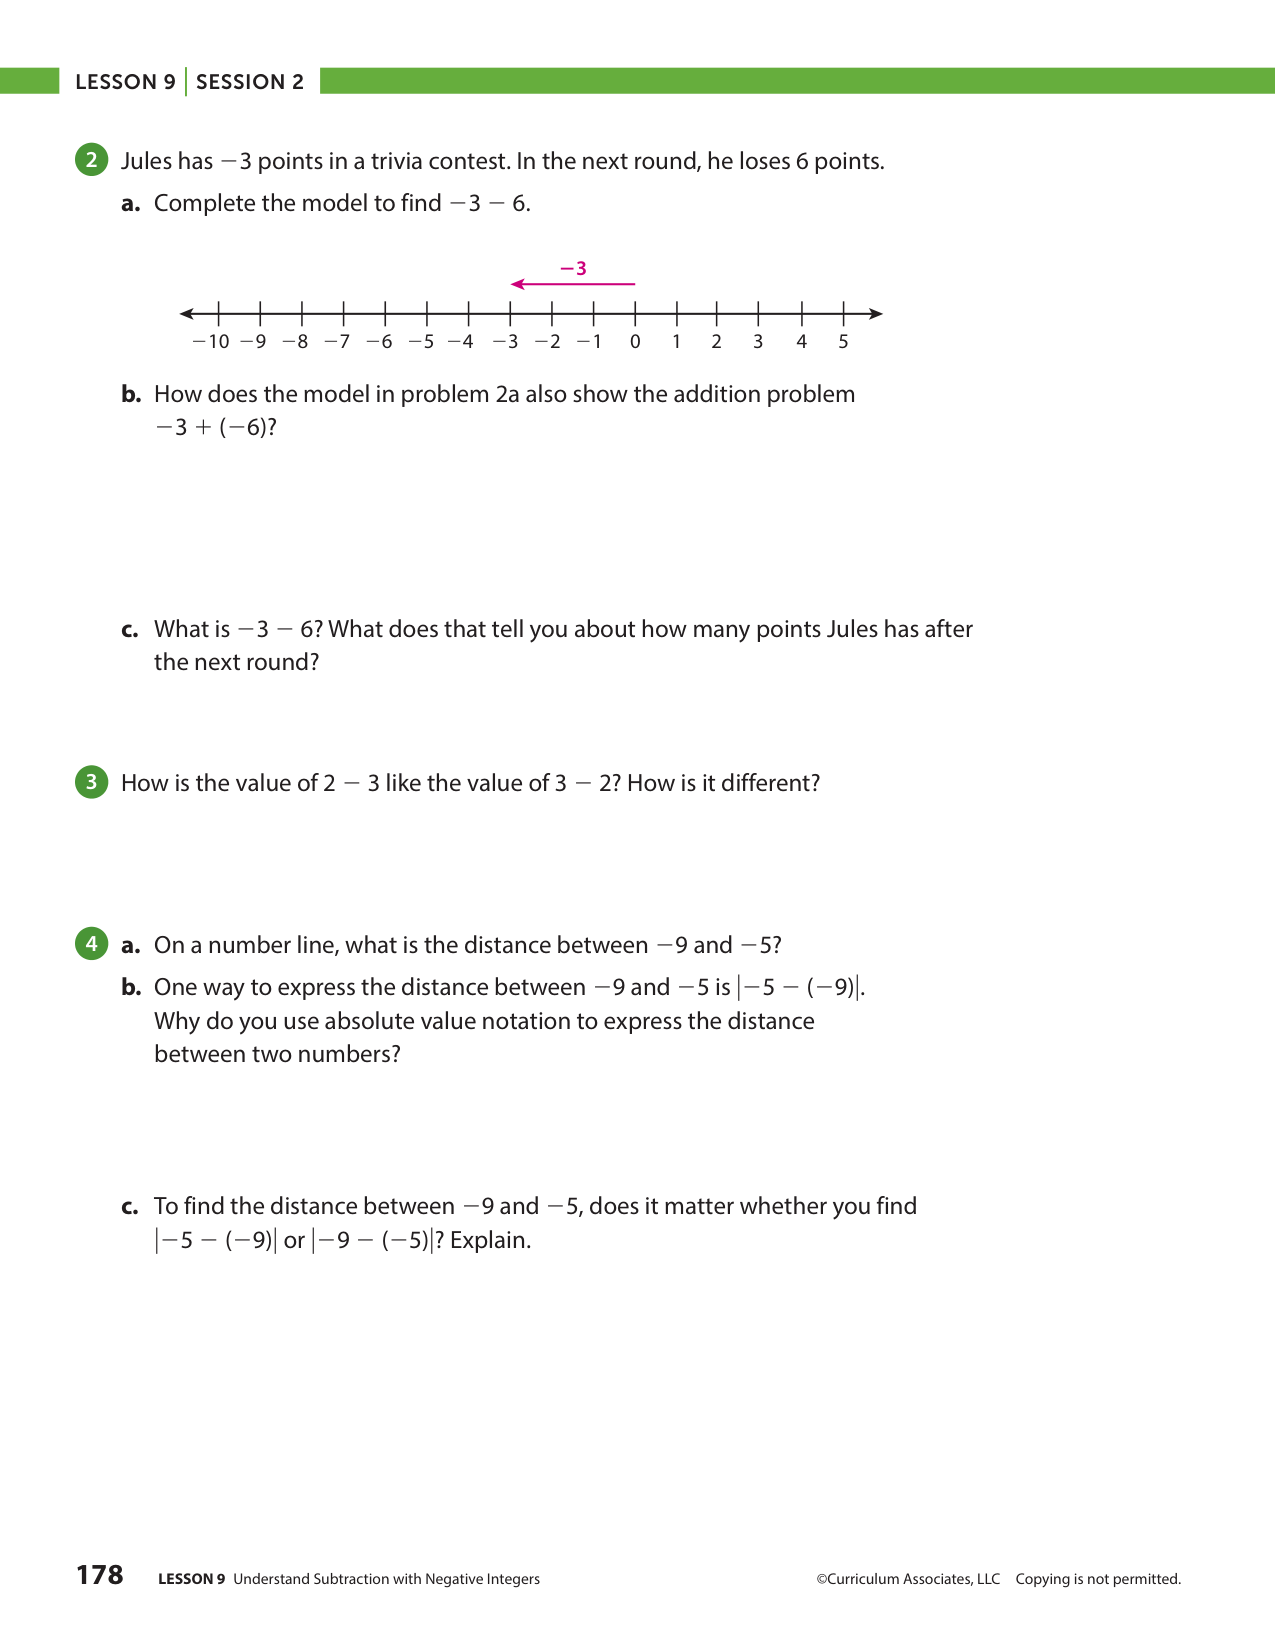 LESSON 9 | SESSION 2
2 Jules has −3 points in a trivia contest. In the next round, he loses 6 points.
a. Complete the model to find −3 − 6.
−3
−10 −9 −8 −7 −6 −5 −4 −3 −2 −1 0 1 2 3 4 5
b. How does the model in problem 2a also show the addition problem
−3 + (−6)?
c. What is −3 − 6? What does that tell you about how many points Jules has after
the next round?
3 How is the value of 2 − 3 like the value of 3 − 2? How is it different?
4 a. On a number line, what is the distance between −9 and −5?
b. One way to express the distance between −9 and −5 is |−5 − (−9)|.
Why do you use absolute value notation to express the distance
between two numbers?
c. To find the distance between −9 and −5, does it matter whether you find
|−5 − (−9)| or |−9 − (−5)|? Explain.
178 LESSON 9 Understand Subtraction with Negative Integers ©Curriculum Associates, LLC Copying is not permitted.